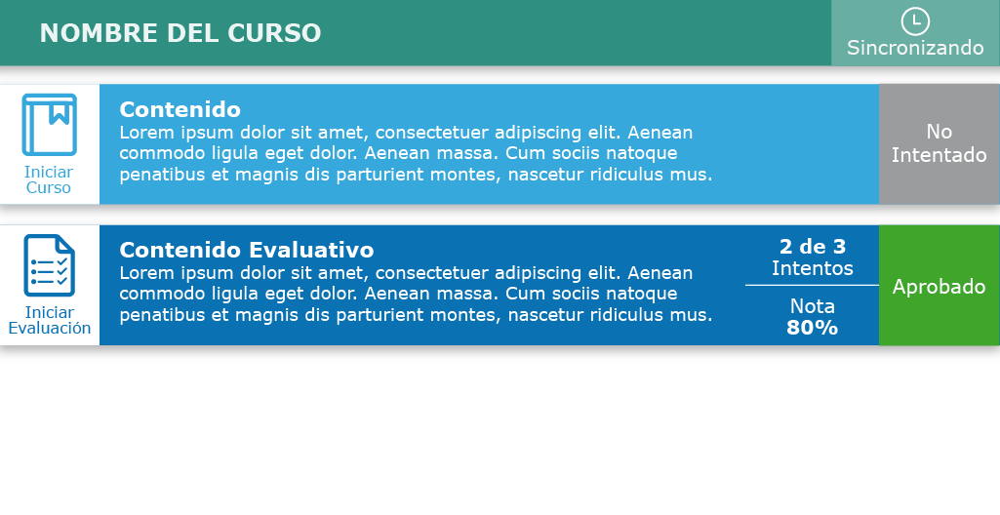 NOMBRE DEL CURSO
Sincronizando
Iniciar
Curso
Contenido
Lorem ipsum dolor sit amet, consectetuer adipiscing elit. Aenean
commodo ligula eget dolor. Aenean massa. Cum sociis natoque
penatibus et magnis dis parturient montes, nascetur ridiculus mus.
No
Intentado
Iniciar
Evaluación
Contenido Evaluativo
Lorem ipsum dolor sit amet, consectetuer adipiscing elit. Aenean
commodo ligula eget dolor. Aenean massa. Cum sociis natoque
penatibus et magnis dis parturient montes, nascetur ridiculus mus.
2 de 3
Intentos
Nota
80%
Aprobado